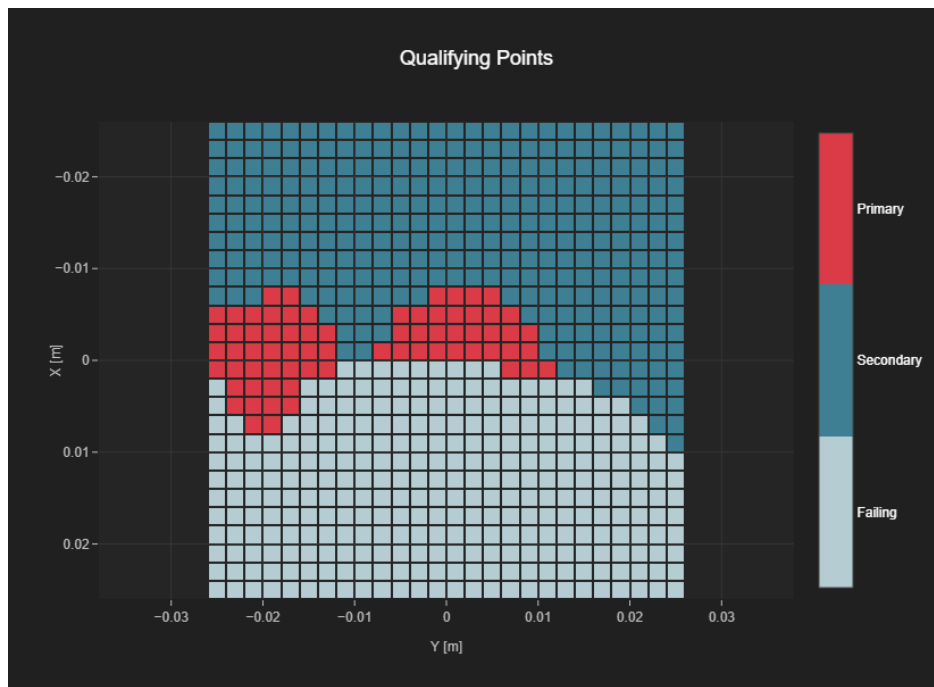 Qualifying Points
−0.02
−0.01
0
0.01
0.02
X [m]
−0.03
−0.02
−0.01
0
0.01
0.02
0.03
Y [m]
Primary
Secondary
Failing